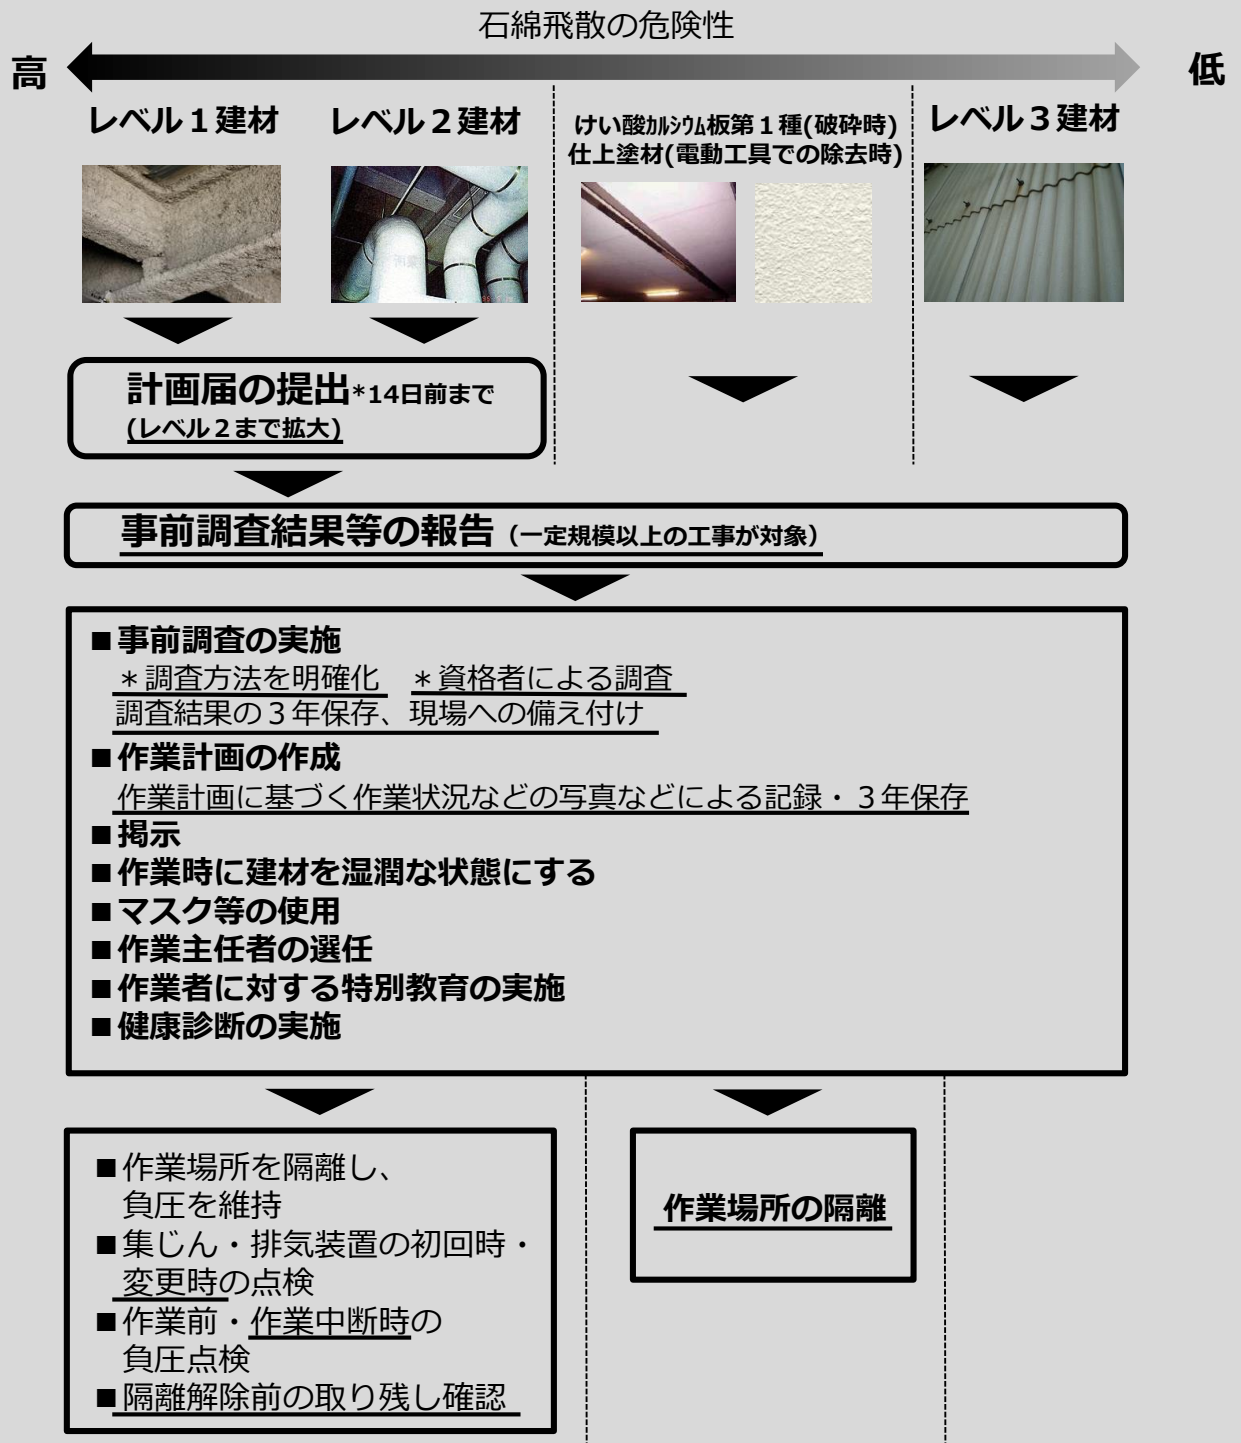 石綿飛散の危険性
高
低
レベル１建材
レベル２建材
けい酸ｶﾙｼｳﾑ板第１種(破砕時)
仕上塗材(電動工具での除去時)
レベル３建材
計画届の提出*14日前まで
(レベル２まで拡大)
事前調査結果等の報告（一定規模以上の工事が対象）
■事前調査の実施
＊調査方法を明確化　＊資格者による調査
調査結果の３年保存、現場への備え付け
■作業計画の作成
作業計画に基づく作業状況などの写真などによる記録・３年保存
■掲示
■作業時に建材を湿潤な状態にする
■マスク等の使用
■作業主任者の選任
■作業者に対する特別教育の実施
■健康診断の実施
■作業場所を隔離し、
負圧を維持
■集じん・排気装置の初回時・
変更時の点検
■作業前・作業中断時の
負圧点検
■隔離解除前の取り残し確認
作業場所の隔離